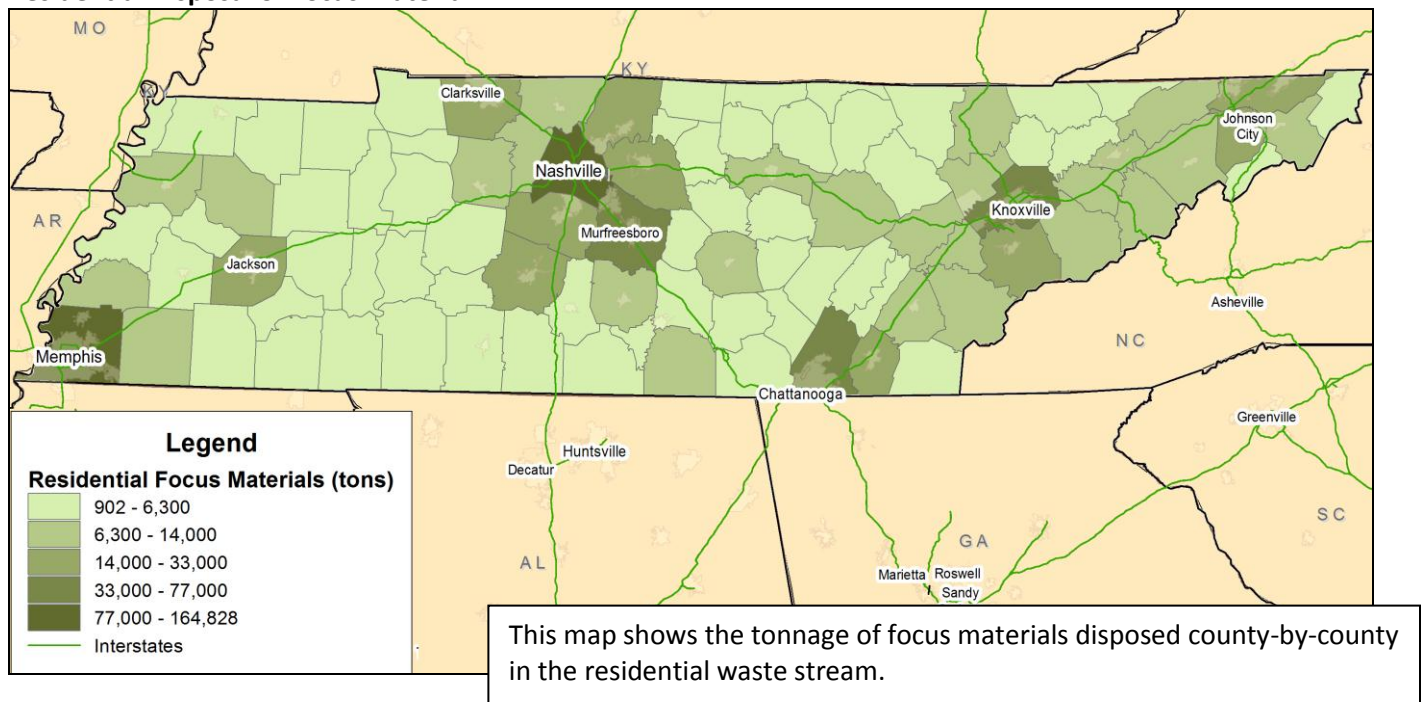 MO
KY
KY
Clarksville
Johnson
City
Nashville
AR
Knoxville
Murfreesboro
Jackson
Asheville
Memphis
NC
Chattanooga
Greenville
Huntsville
Decatur
SC
AL
GA
Marietta
Roswell
Sandy
Legend
Residential Focus Materials (tons)
902 - 6,300
6,300 - 14,000
14,000 - 33,000
33,000 - 77,000
77,000 - 164,828
Interstates
This map shows the tonnage of focus materials disposed county-by-county
in the residential waste stream.